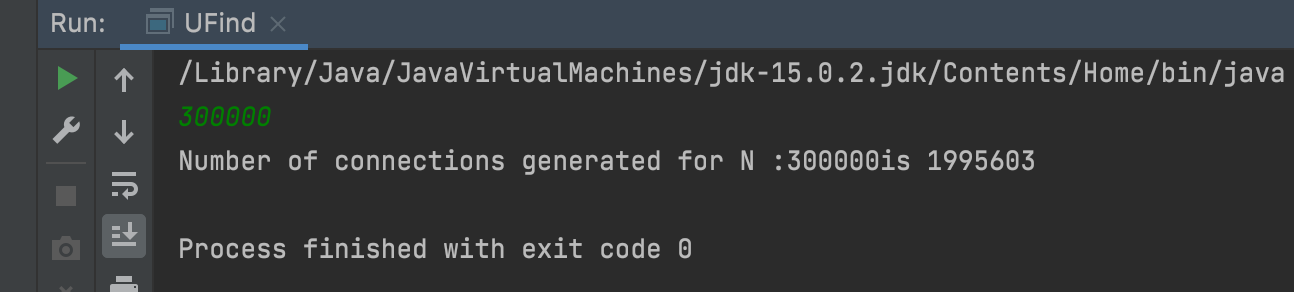 Run: UFind
/Library/Java/JavaVirtualMachines/jdk-15.0.2.jdk/Contents/Home/bin/java
300000
Number of connections generated for N :300000is 1995603
Process finished with exit code 0